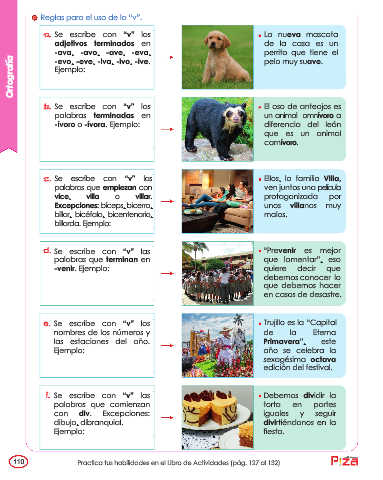 Ortografía
Reglas para el uso de la “v”.
a. Se escribe con “v” los
adjetivos terminados en
-ava, -avo, -ave, -eva,
-evo, -eve, -iva, -ivo, -ive.
Ejemplo:
• La nueva mascota
de la casa es un
perrito que tiene el
pelo muy suave.
b. Se escribe con “v” las
palabras terminadas en
-ívoro o -ívora. Ejemplo:
• El oso de anteojos es
un animal omnívoro a
diferencia del león
que es un animal
carnívoro.
c. Se escribe con “v” las
palabras que empiezan con
vice, villa o villar.
Excepciones: bíceps, bicerra,
billar, bicéfalo, bicentenario,
billarda. Ejemplo:
• Ellos, la familia Villa,
ven juntos una película
protagonizada por
unos villanos muy
malos.
d. Se escribe con “v” las
palabras que terminan en
-venir. Ejemplo:
• “Prevenir es mejor
que lamentar”, eso
quiere decir que
debemos conocer lo
que debemos hacer
en casos de desastre.
e. Se escribe con “v” los
nombres de los números y
las estaciones del año.
Ejemplo:
• Trujillo es la “Capital
de la Eterna
Primavera”, este
año se celebra la
sexagésima octava
edición del festival.
f. Se escribe con “v” las
palabras que comienzan
con div. Excepciones:
dibujo, dibranquial.
Ejemplo:
• Debemos dividir la
torta en partes
iguales y seguir
divirtiéndonos en la
fiesta.
110
Practica tus habilidades en el Libro de Actividades (pág. 127 al 132)